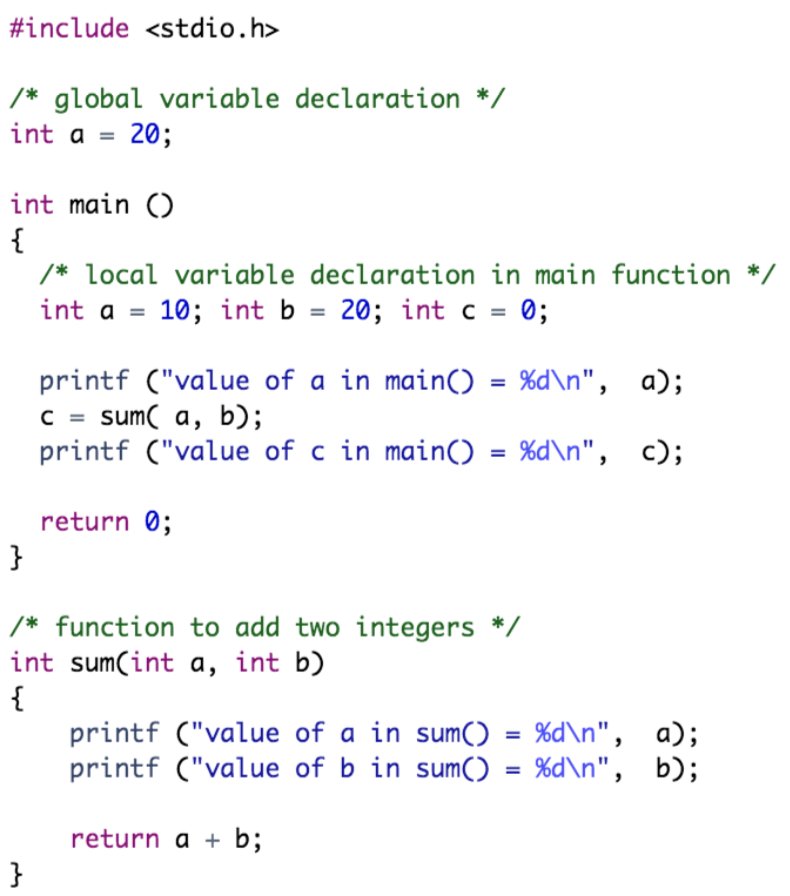 #include <stdio.h>
/* global variable declaration */
int a = 20;
int main ()
{
/* local variable declaration in main function */
int a = 10; int b = 20; int c = 0;
printf ("value of a in main() = %d\n",  a);
c = sum( a, b);
printf ("value of c in main() = %d\n",  c);
return 0;
}
/* function to add two integers */
int sum(int a, int b)
{
printf ("value of a in sum() = %d\n",  a);
printf ("value of b in sum() = %d\n",  b);
return a + b;
}